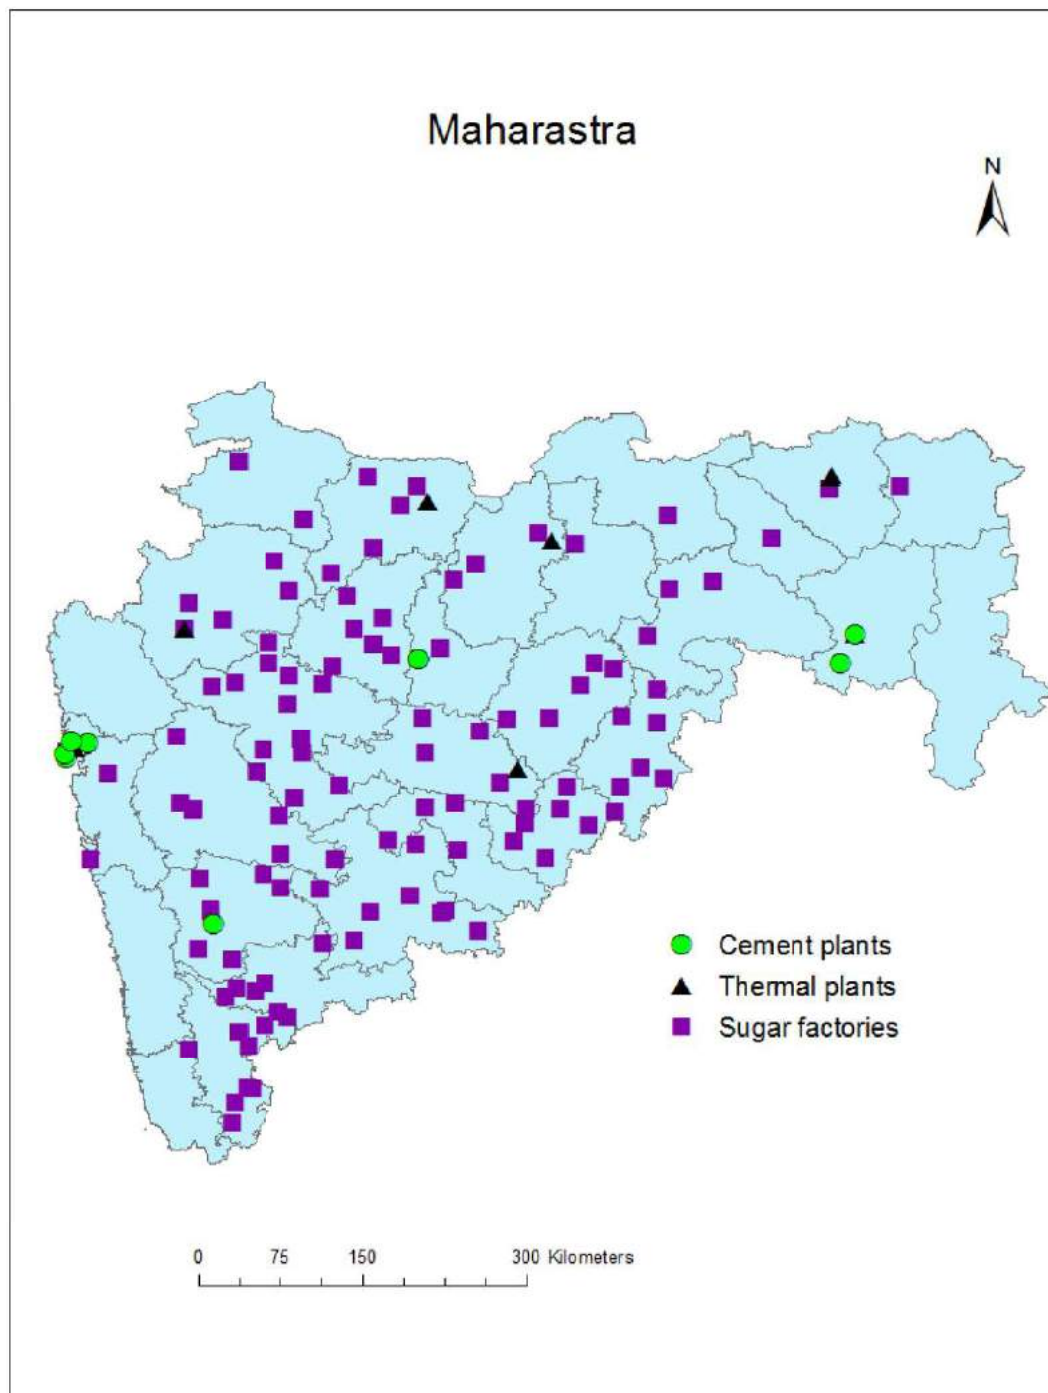 Maharastra
N
Cement plants
Thermal plants
Sugar factories
0 75 150 300 Kilometers